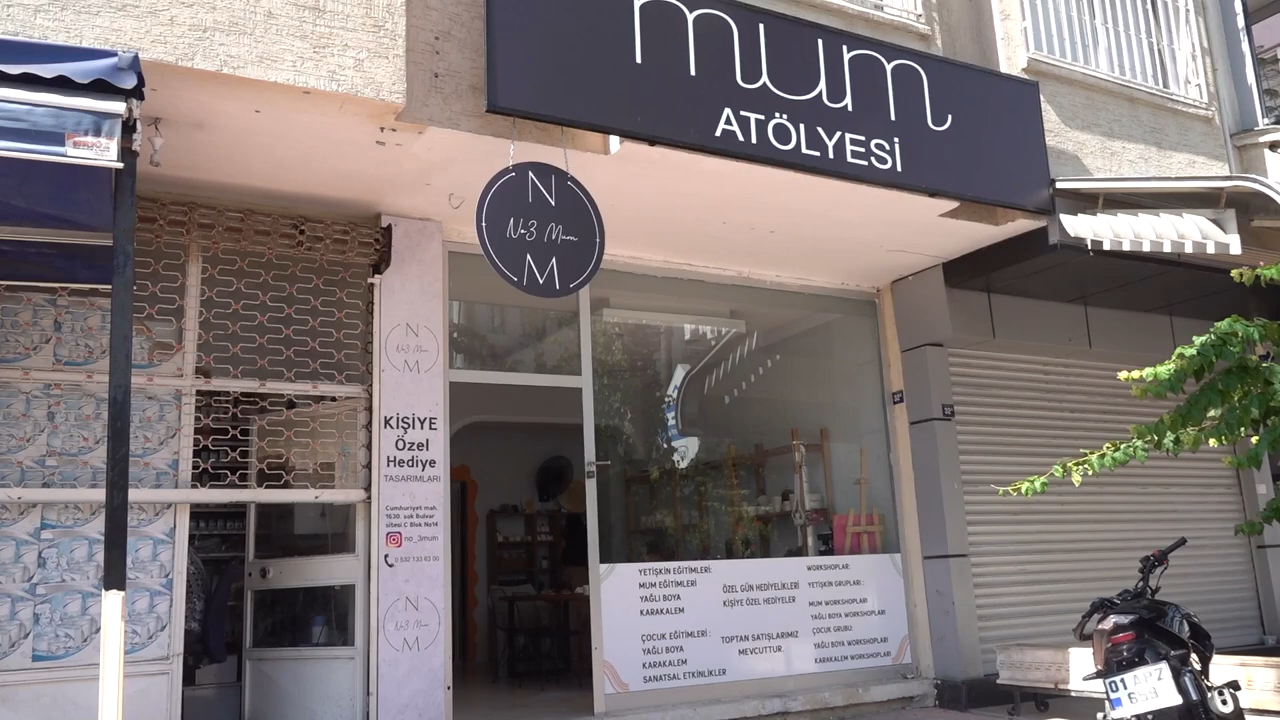 mum
ATÖLYESİ
N
No3 Mum
M
N
No3 Mum
M
KİŞİYE
Özel
Hediye
TASARIMLARI
Cumhuriyet mah.
1630. sok Bulvar
sitesi C Blok No14
no_3mum
0 532 133 63 00
N
No3 Mum
M
YETİŞKİN EĞİTİMLERİ:
MUM EĞİTİMLERİ
YAĞLI BOYA
KARAKALEM
ÇOCUK EĞİTİMLERİ :
YAĞLI BOYA
KARAKALEM
SANATSAL ETKİNLİKLER
ÖZEL GÜN HEDİYELİKLERİ
KİŞİYE ÖZEL HEDİYELER
TOPTAN SATIŞLARIMIZ
MEVCUTTUR.
WORKSHOPLAR:
YETİŞKİN GRUPLARI :
MUM WORKSHOPLARI
YAĞLI BOYA WORKSHOPLARI
ÇOCUK GRUBU:
YAĞLI BOYA WORKSHOPLARI
KARAKALEM WORKSHOPLARI
01 APZ
653